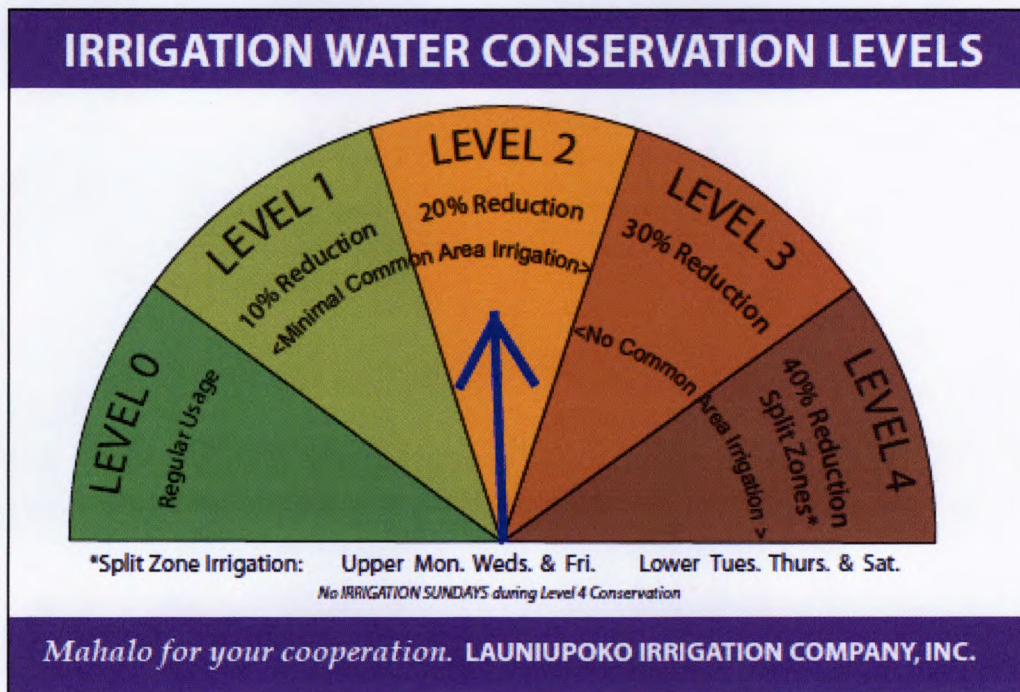 IRRIGATION WATER CONSERVATION LEVELS
LEVEL 0
Regular Usage
LEVEL 1
10% Reduction
<Minimal Common Area Irrigation>
LEVEL 2
20% Reduction
LEVEL 3
30% Reduction
<No Common Area Irrigation >
LEVEL 4
40% Reduction
Split Zones*
*Split Zone Irrigation: Upper Mon. Weds. & Fri. Lower Tues. Thurs. & Sat.
No IRRIGATION SUNDAYS during Level 4 Conservation
Mahalo for your cooperation. LAUNIUPOKO IRRIGATION COMPANY, INC.